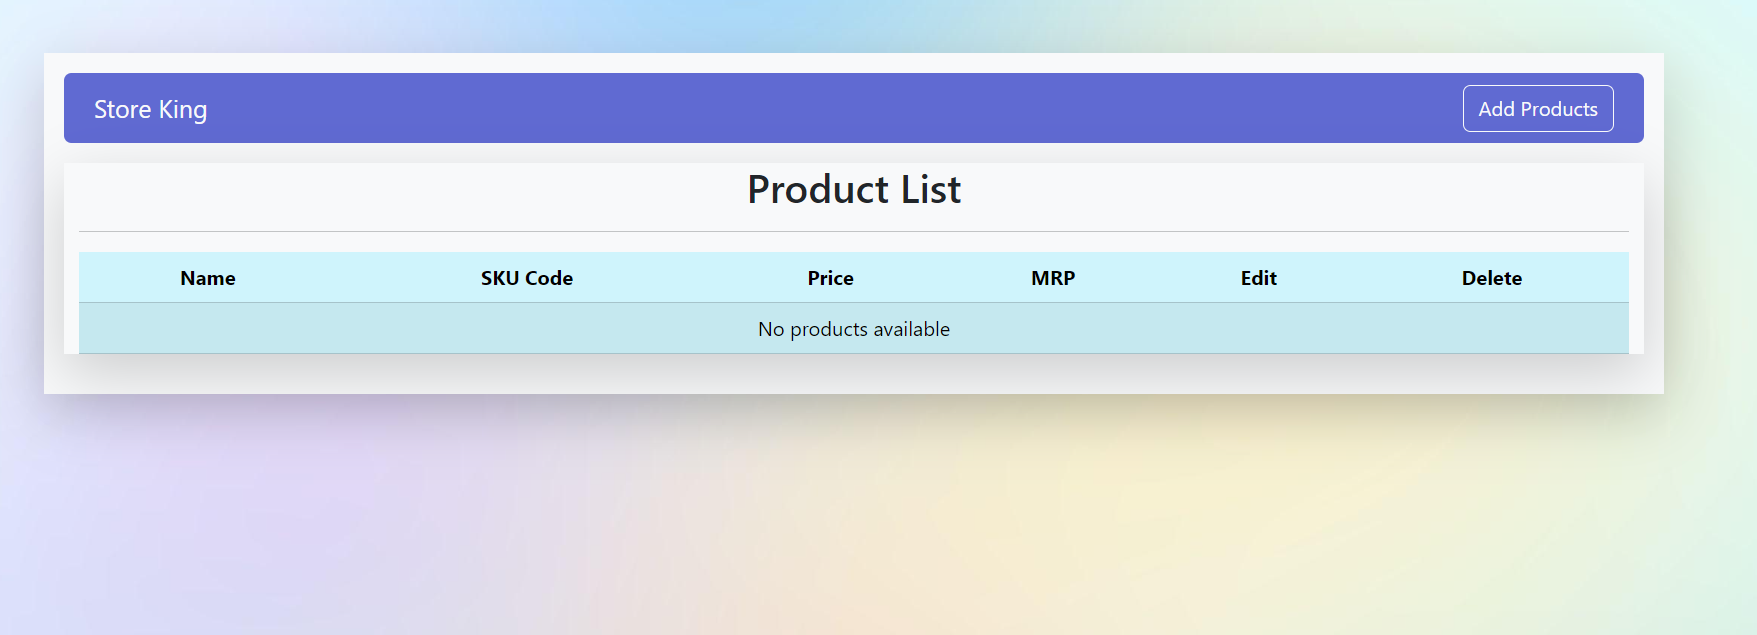 Store King
Add Products
Product List
Name SKU Code Price MRP Edit Delete
No products available